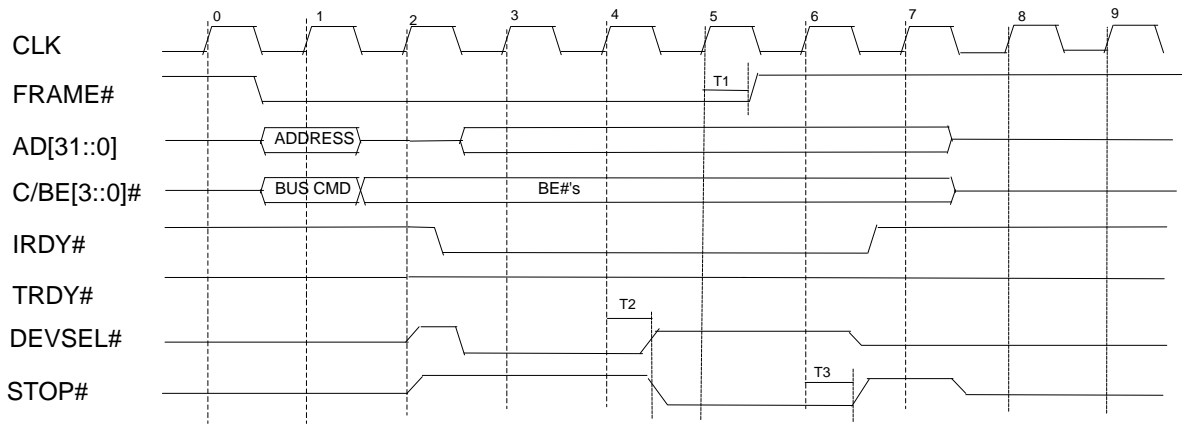 0 1 2 3 4 5 6 7 8 9
CLK
T1
FRAME#
ADDRESS
AD[31::0]
BUS CMD BE#'s
C/BE[3::0]#
IRDY#
TRDY#
T2
DEVSEL#
T3
STOP#